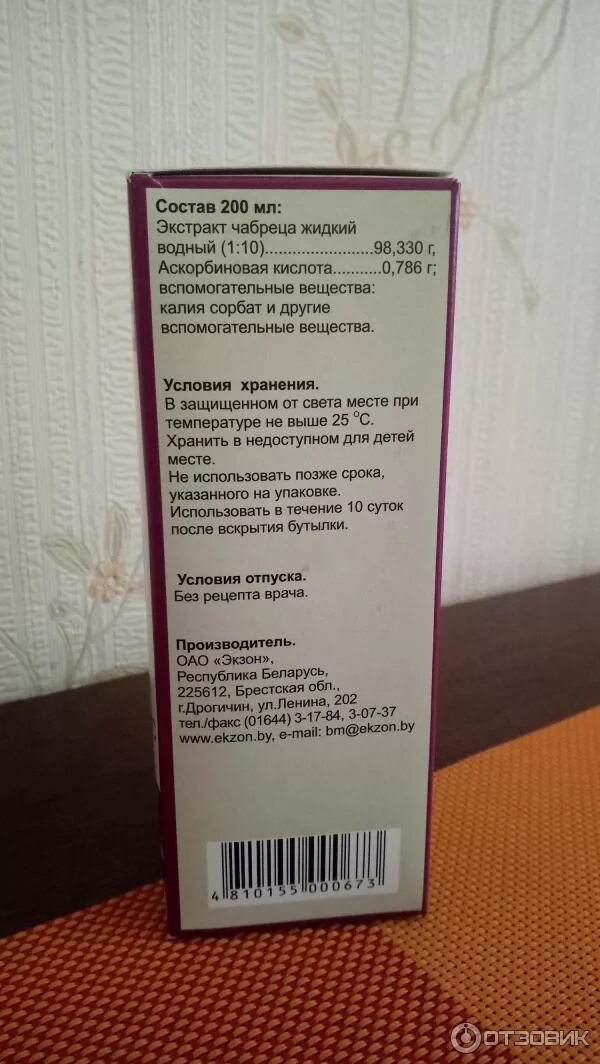 Состав 200 мл:
Экстракт чабреца жидкий
водный (1:10)........................98,330 г,
Аскорбиновая кислота...........0,786 г;
вспомогательные вещества:
калия сорбат и другие
вспомогательные вещества.
Условия хранения.
В защищенном от света месте при
температуре не выше 25 °С.
Хранить в недоступном для детей
месте.
Не использовать позже срока,
указанного на упаковке.
Использовать в течение 10 суток
после вскрытия бутылки.
Условия отпуска.
Без рецепта врача.
Производитель.
ОАО «Экзон»,
Республика Беларусь,
225612, Брестская обл.,
г.Дрогичин, ул.Ленина, 202
тел./факс (01644) 3-17-84, 3-07-37
www.ekzon.by, e-mail: bm@ekzon.by
4 810155 000673
ОТЗОВИК